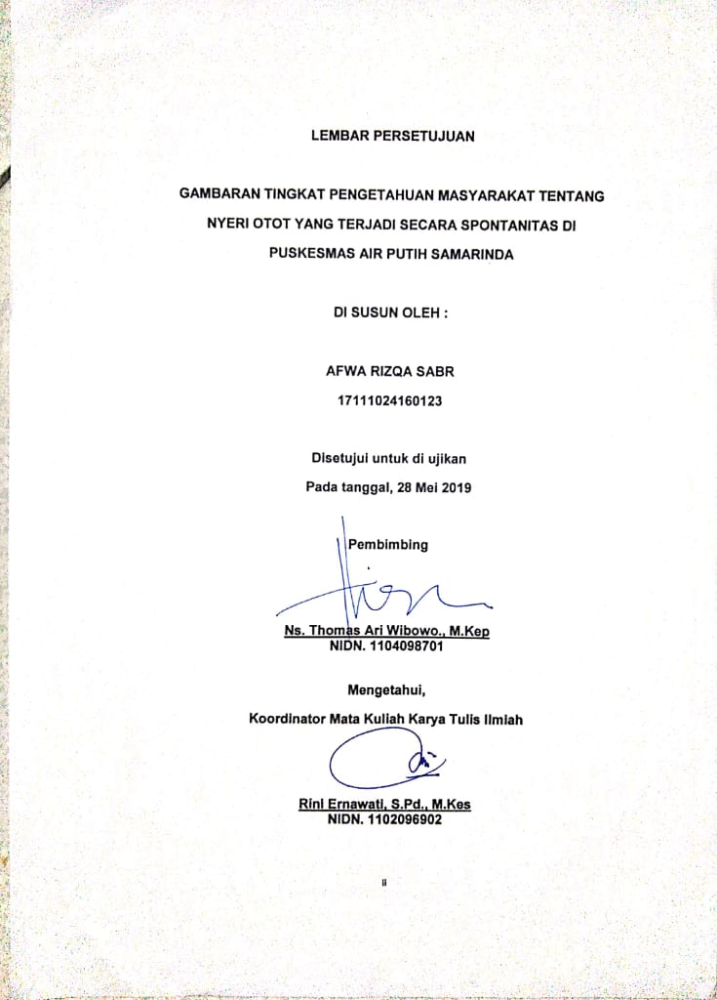 LEMBAR PERSETUJUAN
GAMBARAN TINGKAT PENGETAHUAN MASYARAKAT TENTANG
NYERI OTOT YANG TERJADI SECARA SPONTANITAS DI
PUSKESMAS AIR PUTIH SAMARINDA
DI SUSUN OLEH :
AFWA RIZQA SABR
17111024160123
Disetujui untuk di ujikan
Pada tanggal, 28 Mei 2019
Pembimbing
Ns. Thomas Ari Wibowo., M.Kep
NIDN. 1104098701
Mengetahui,
Koordinator Mata Kuliah Karya Tulis Ilmiah
Rini Ernawati, S.Pd., M.Kes
NIDN. 1102096902
ii